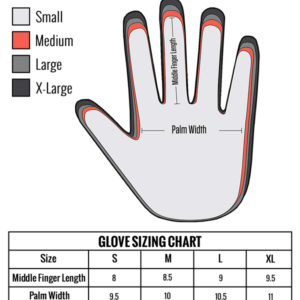 Small
Medium
Large
X-Large
Middle Finger Length
Palm Width
GLOVE SIZING CHART
Size S M L XL
Middle Finger Length 8 8.5 9 9.5
Palm Width 9.5 10 10.5 11